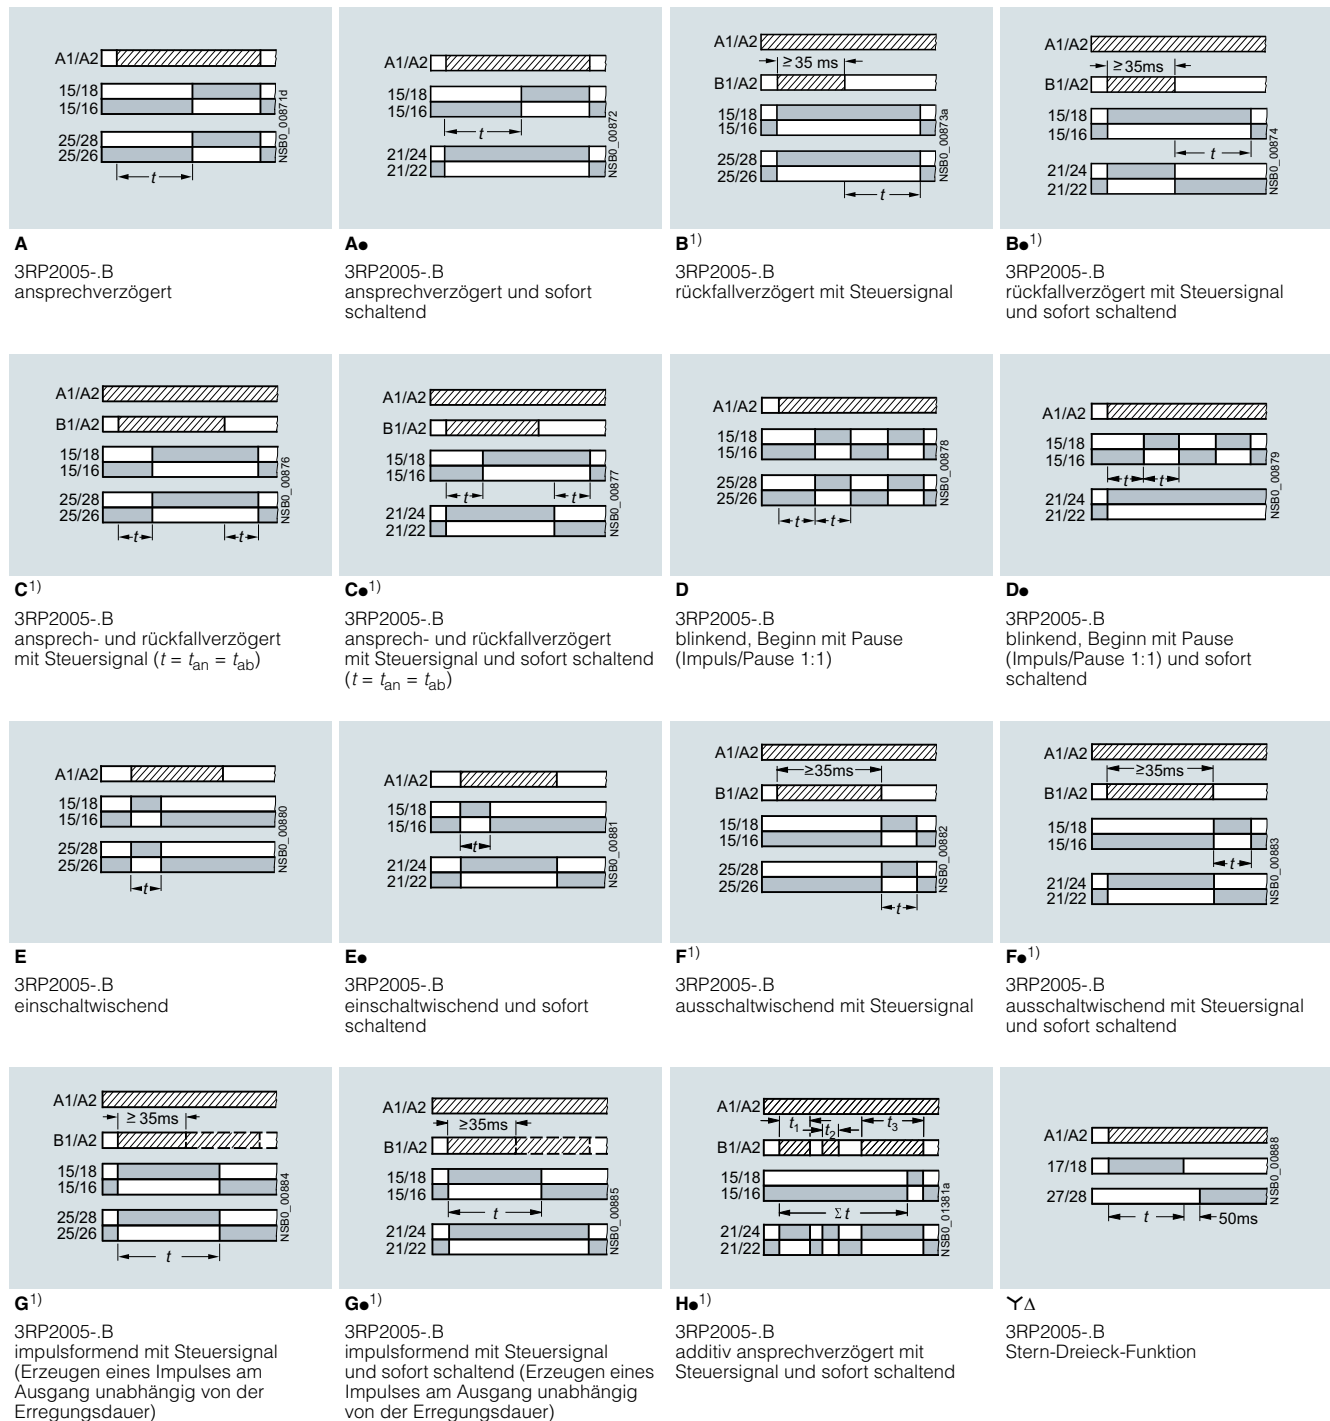 A1/A2
15/18
15/16
25/28
25/26
t
NSB0_00871d
A
3RP2005-.B
ansprechverzögert
A1/A2
15/18
15/16
t
21/24
21/22
NSB0_00872
A●
3RP2005-.B
ansprechverzögert und sofort
schaltend
A1/A2
≥35 ms
B1/A2
15/18
15/16
25/28
25/26
t
NSB0_00873a
B1)
3RP2005-.B
rückfallverzögert mit Steuersignal
A1/A2
≥35ms
B1/A2
15/18
15/16
t
21/24
21/22
NSB0_00874
B●1)
3RP2005-.B
rückfallverzögert mit Steuersignal
und sofort schaltend
A1/A2
B1/A2
15/18
15/16
25/28
25/26
t t
NSB0_00876
C1)
3RP2005-.B
ansprech- und rückfallverzögert
mit Steuersignal (t = tan = tab)
A1/A2
B1/A2
15/18
15/16
t t
21/24
21/22
NSB0_00877
C●1)
3RP2005-.B
ansprech- und rückfallverzögert
mit Steuersignal und sofort schaltend
(t = tan = tab)
A1/A2
15/18
15/16
25/28
25/26
t t
NSB0_00878
D
3RP2005-.B
blinkend, Beginn mit Pause
(Impuls/Pause 1:1)
A1/A2
15/18
15/16
t t
21/24
21/22
NSB0_00879
D●
3RP2005-.B
blinkend, Beginn mit Pause
(Impuls/Pause 1:1) und sofort
schaltend
A1/A2
15/18
15/16
25/28
25/26
t
NSB0_00880
E
3RP2005-.B
einschaltwischend
A1/A2
15/18
15/16
t
21/24
21/22
NSB0_00881
E●
3RP2005-.B
einschaltwischend und sofort
schaltend
A1/A2
≥35ms
B1/A2
15/18
15/16
25/28
25/26
t
NSB0_00882
F1)
3RP2005-.B
ausschaltwischend mit Steuersignal
A1/A2
≥35ms
B1/A2
15/18
15/16
t
21/24
21/22
NSB0_00883
F●1)
3RP2005-.B
ausschaltwischend mit Steuersignal
und sofort schaltend
A1/A2
≥ 35ms
B1/A2
15/18
15/16
25/28
25/26
t
NSB0_00884
G1)
3RP2005-.B
impulsformend mit Steuersignal
(Erzeugen eines Impulses am
Ausgang unabhängig von der
Erregungsdauer)
A1/A2
≥35ms
B1/A2
15/18
15/16
t
21/24
21/22
NSB0_00885
G●1)
3RP2005-.B
impulsformend mit Steuersignal
und sofort schaltend (Erzeugen eines
Impulses am Ausgang unabhängig
von der Erregungsdauer)
A1/A2
t1 t2 t3
B1/A2
15/18
15/16
Σt
21/24
21/22
NSB0_01381a
H●1)
3RP2005-.B
additiv ansprechverzögert mit
Steuersignal und sofort schaltend
A1/A2
17/18
27/28
t 50ms
NSB0_00888
YΔ
3RP2005-.B
Stern-Dreieck-Funktion